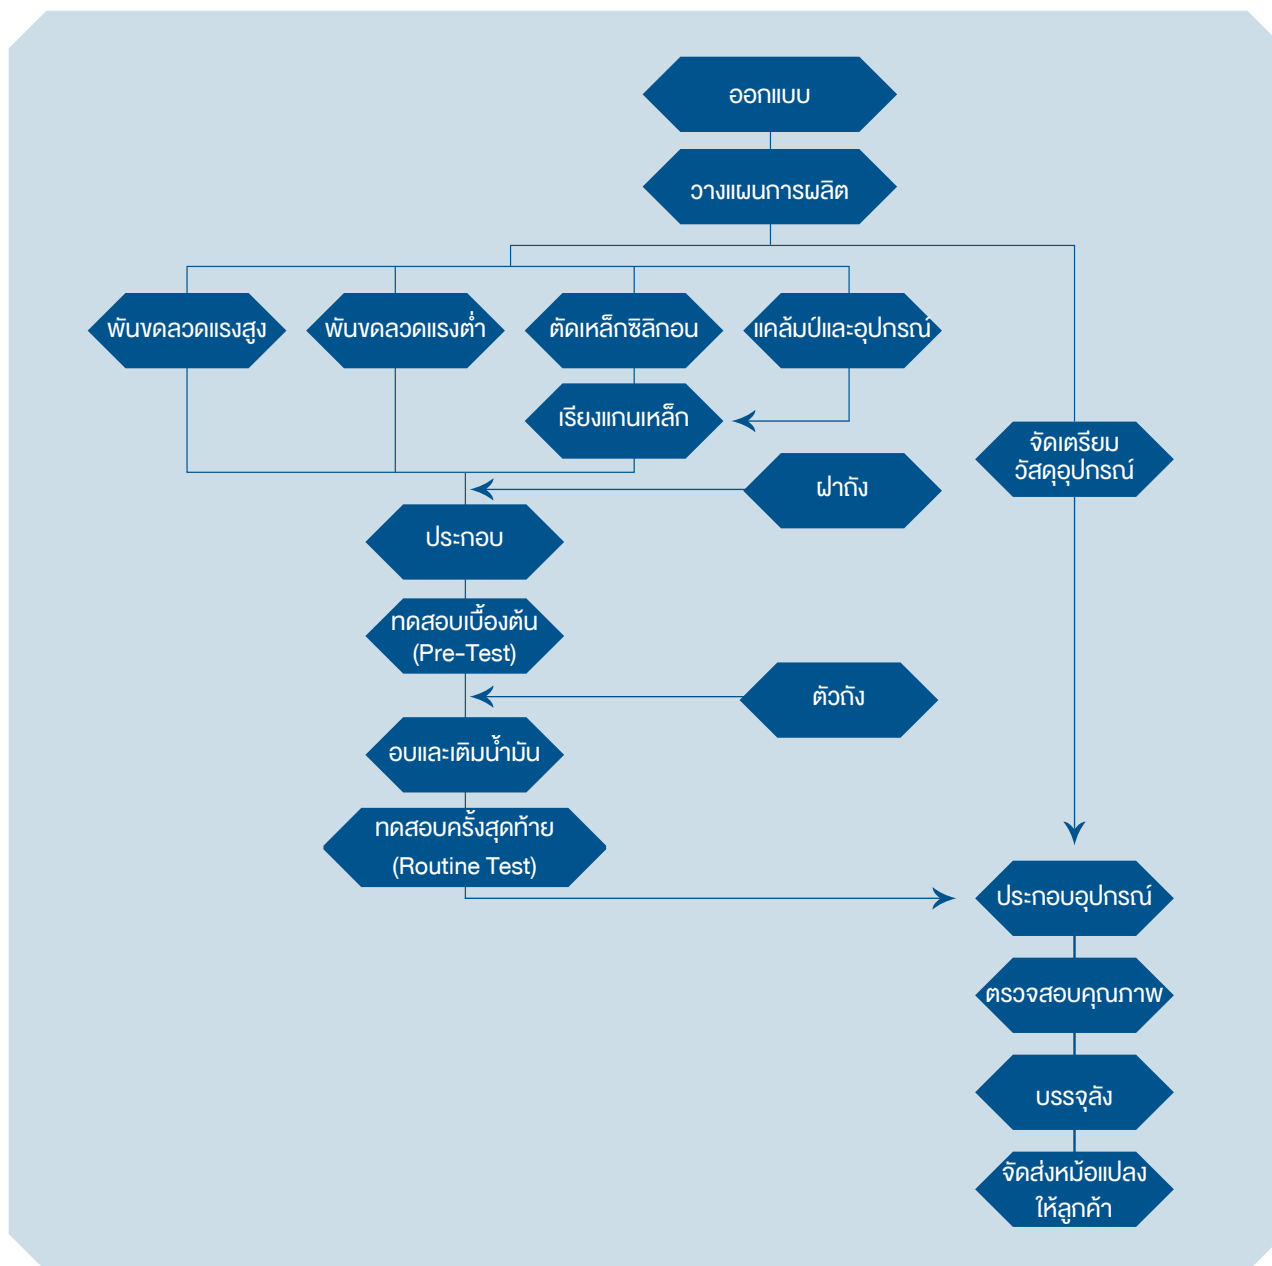 ออกแบบ
วางแผนการผลิต
พันขดลวดแรงสูง
พันขดลวดแรงต่ำ
ตัดเหล็กซิลิกอน
แคล้มป์และอุปกรณ์
เรียงแกนเหล็ก
จัดเตรียม
วัสดุอุปกรณ์
ฝาถัง
ประกอบ
ทดสอบเบื้องต้น
(Pre-Test)
ตัวถัง
อบและเติมน้ำมัน
ทดสอบครั้งสุดท้าย
(Routine Test)
ประกอบอุปกรณ์
ตรวจสอบคุณภาพ
บรรจุลัง
จัดส่งหม้อแปลง
ให้ลูกค้า